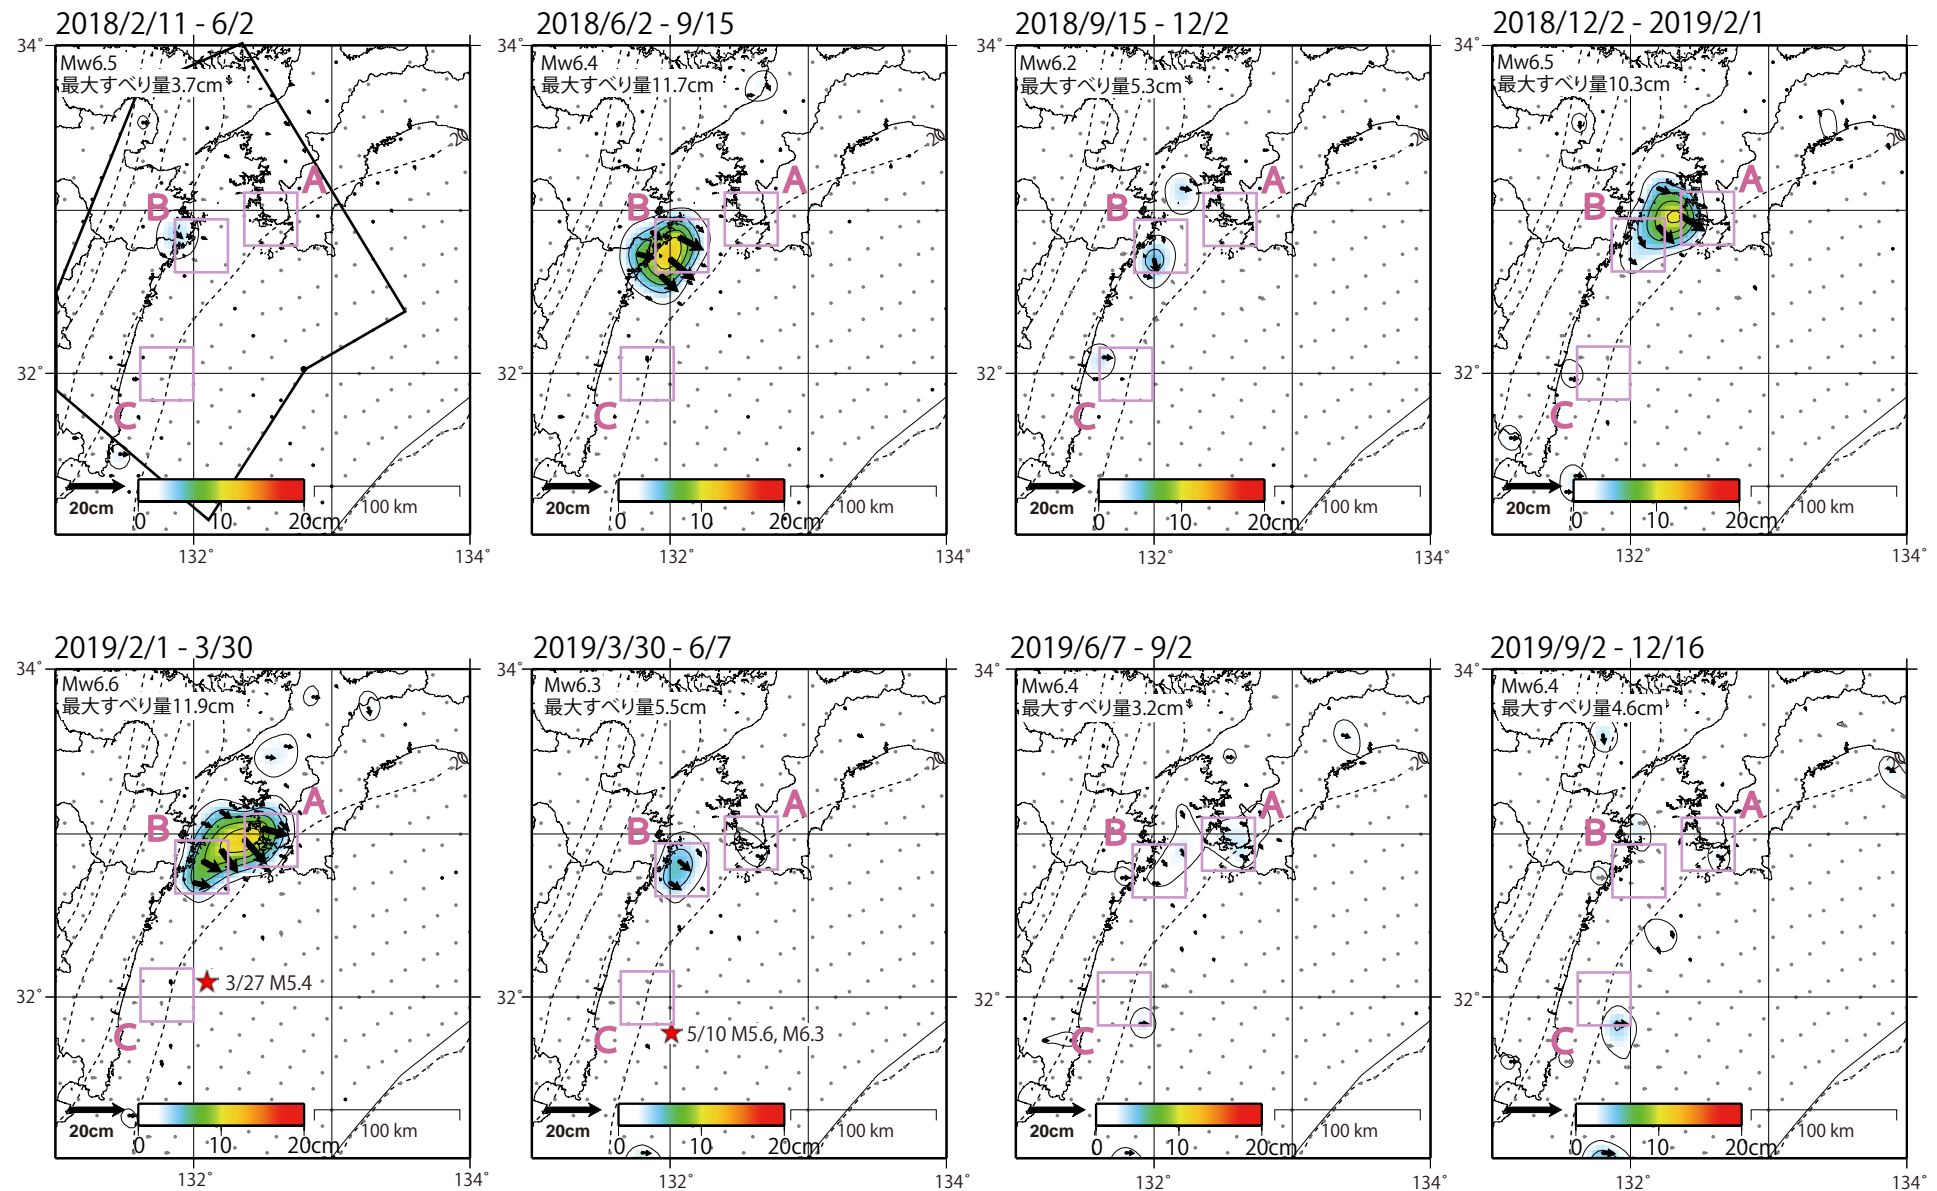 2018/2/11 - 6/2
34°
Mw6.5
最大すべり量3.7cm
20
A
B
32°
C
20cm
0
10
20cm
100 km
132°
134°
2018/6/2 - 9/15
34°
Mw6.4
最大すべり量11.7cm
20
A
B
32°
C
20cm
0
10
20cm
100 km
132°
134°
2018/9/15 - 12/2
34°
Mw6.2
最大すべり量5.3cm
20
A
B
32°
C
20cm
0
10
20cm
100 km
132°
134°
2018/12/2 - 2019/2/1
34°
Mw6.5
最大すべり量10.3cm
20
A
B
32°
C
20cm
0
10
20cm
100 km
132°
134°
2019/2/1 - 3/30
34°
Mw6.6
最大すべり量11.9cm
20
A
B
3/27 M5.4
32°
C
20cm
0
10
20cm
100 km
132°
134°
2019/3/30 - 6/7
34°
Mw6.3
最大すべり量5.5cm
20
A
B
32°
C
5/10 M5.6, M6.3
20cm
0
10
20cm
100 km
132°
134°
2019/6/7 - 9/2
34°
Mw6.4
最大すべり量3.2cm
20
A
B
32°
C
20cm
0
10
20cm
100 km
132°
134°
2019/9/2 - 12/16
34°
Mw6.4
最大すべり量4.6cm
20
A
B
32°
C
20cm
0
10
20cm
100 km
132°
134°